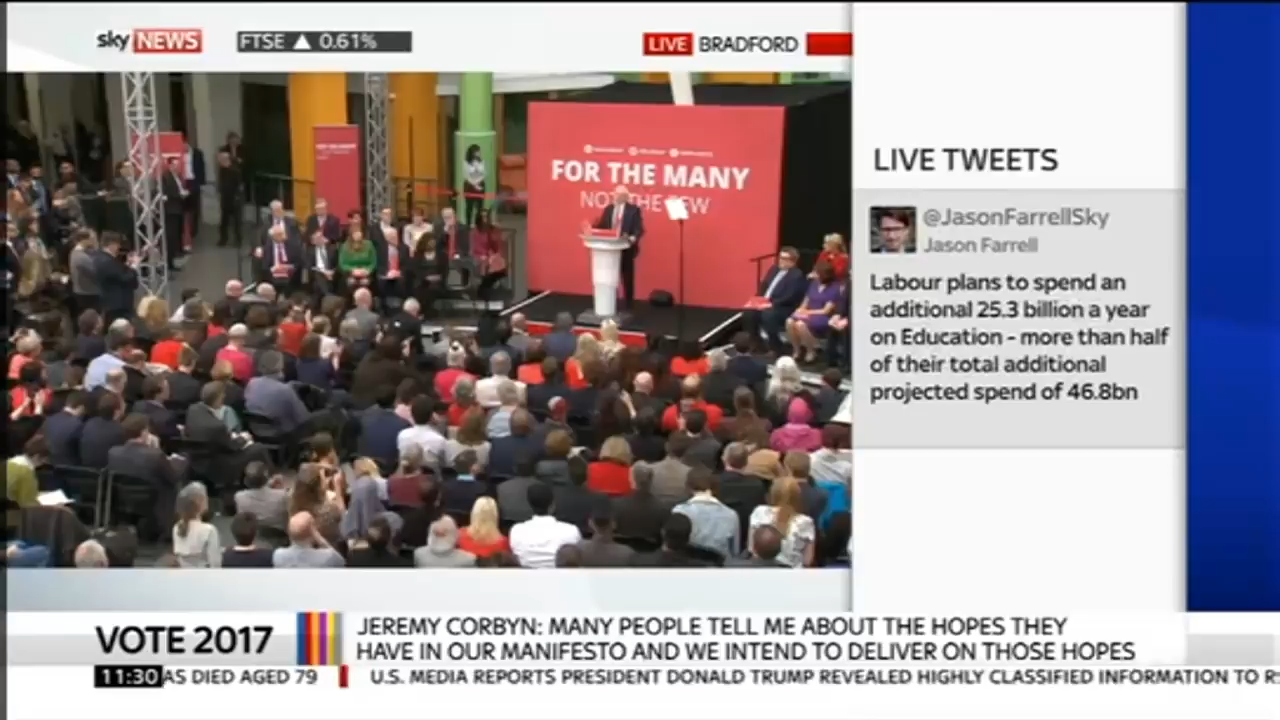 sky NEWS
FTSE ▲ 0.61%
LIVE BRADFORD
FOR THE MANY
NOT THE FEW
LIVE TWEETS
@JasonFarrellSky
Jason Farrell
Labour plans to spend an
additional 25.3 billion a year
on Education - more than half
of their total additional
projected spend of 46.8bn
VOTE 2017
JEREMY CORBYN: MANY PEOPLE TELL ME ABOUT THE HOPES THEY
HAVE IN OUR MANIFESTO AND WE INTEND TO DELIVER ON THOSE HOPES
11:30 AS DIED AGED 79 U.S. MEDIA REPORTS PRESIDENT DONALD TRUMP REVEALED HIGHLY CLASSIFIED INFORMATION TO R